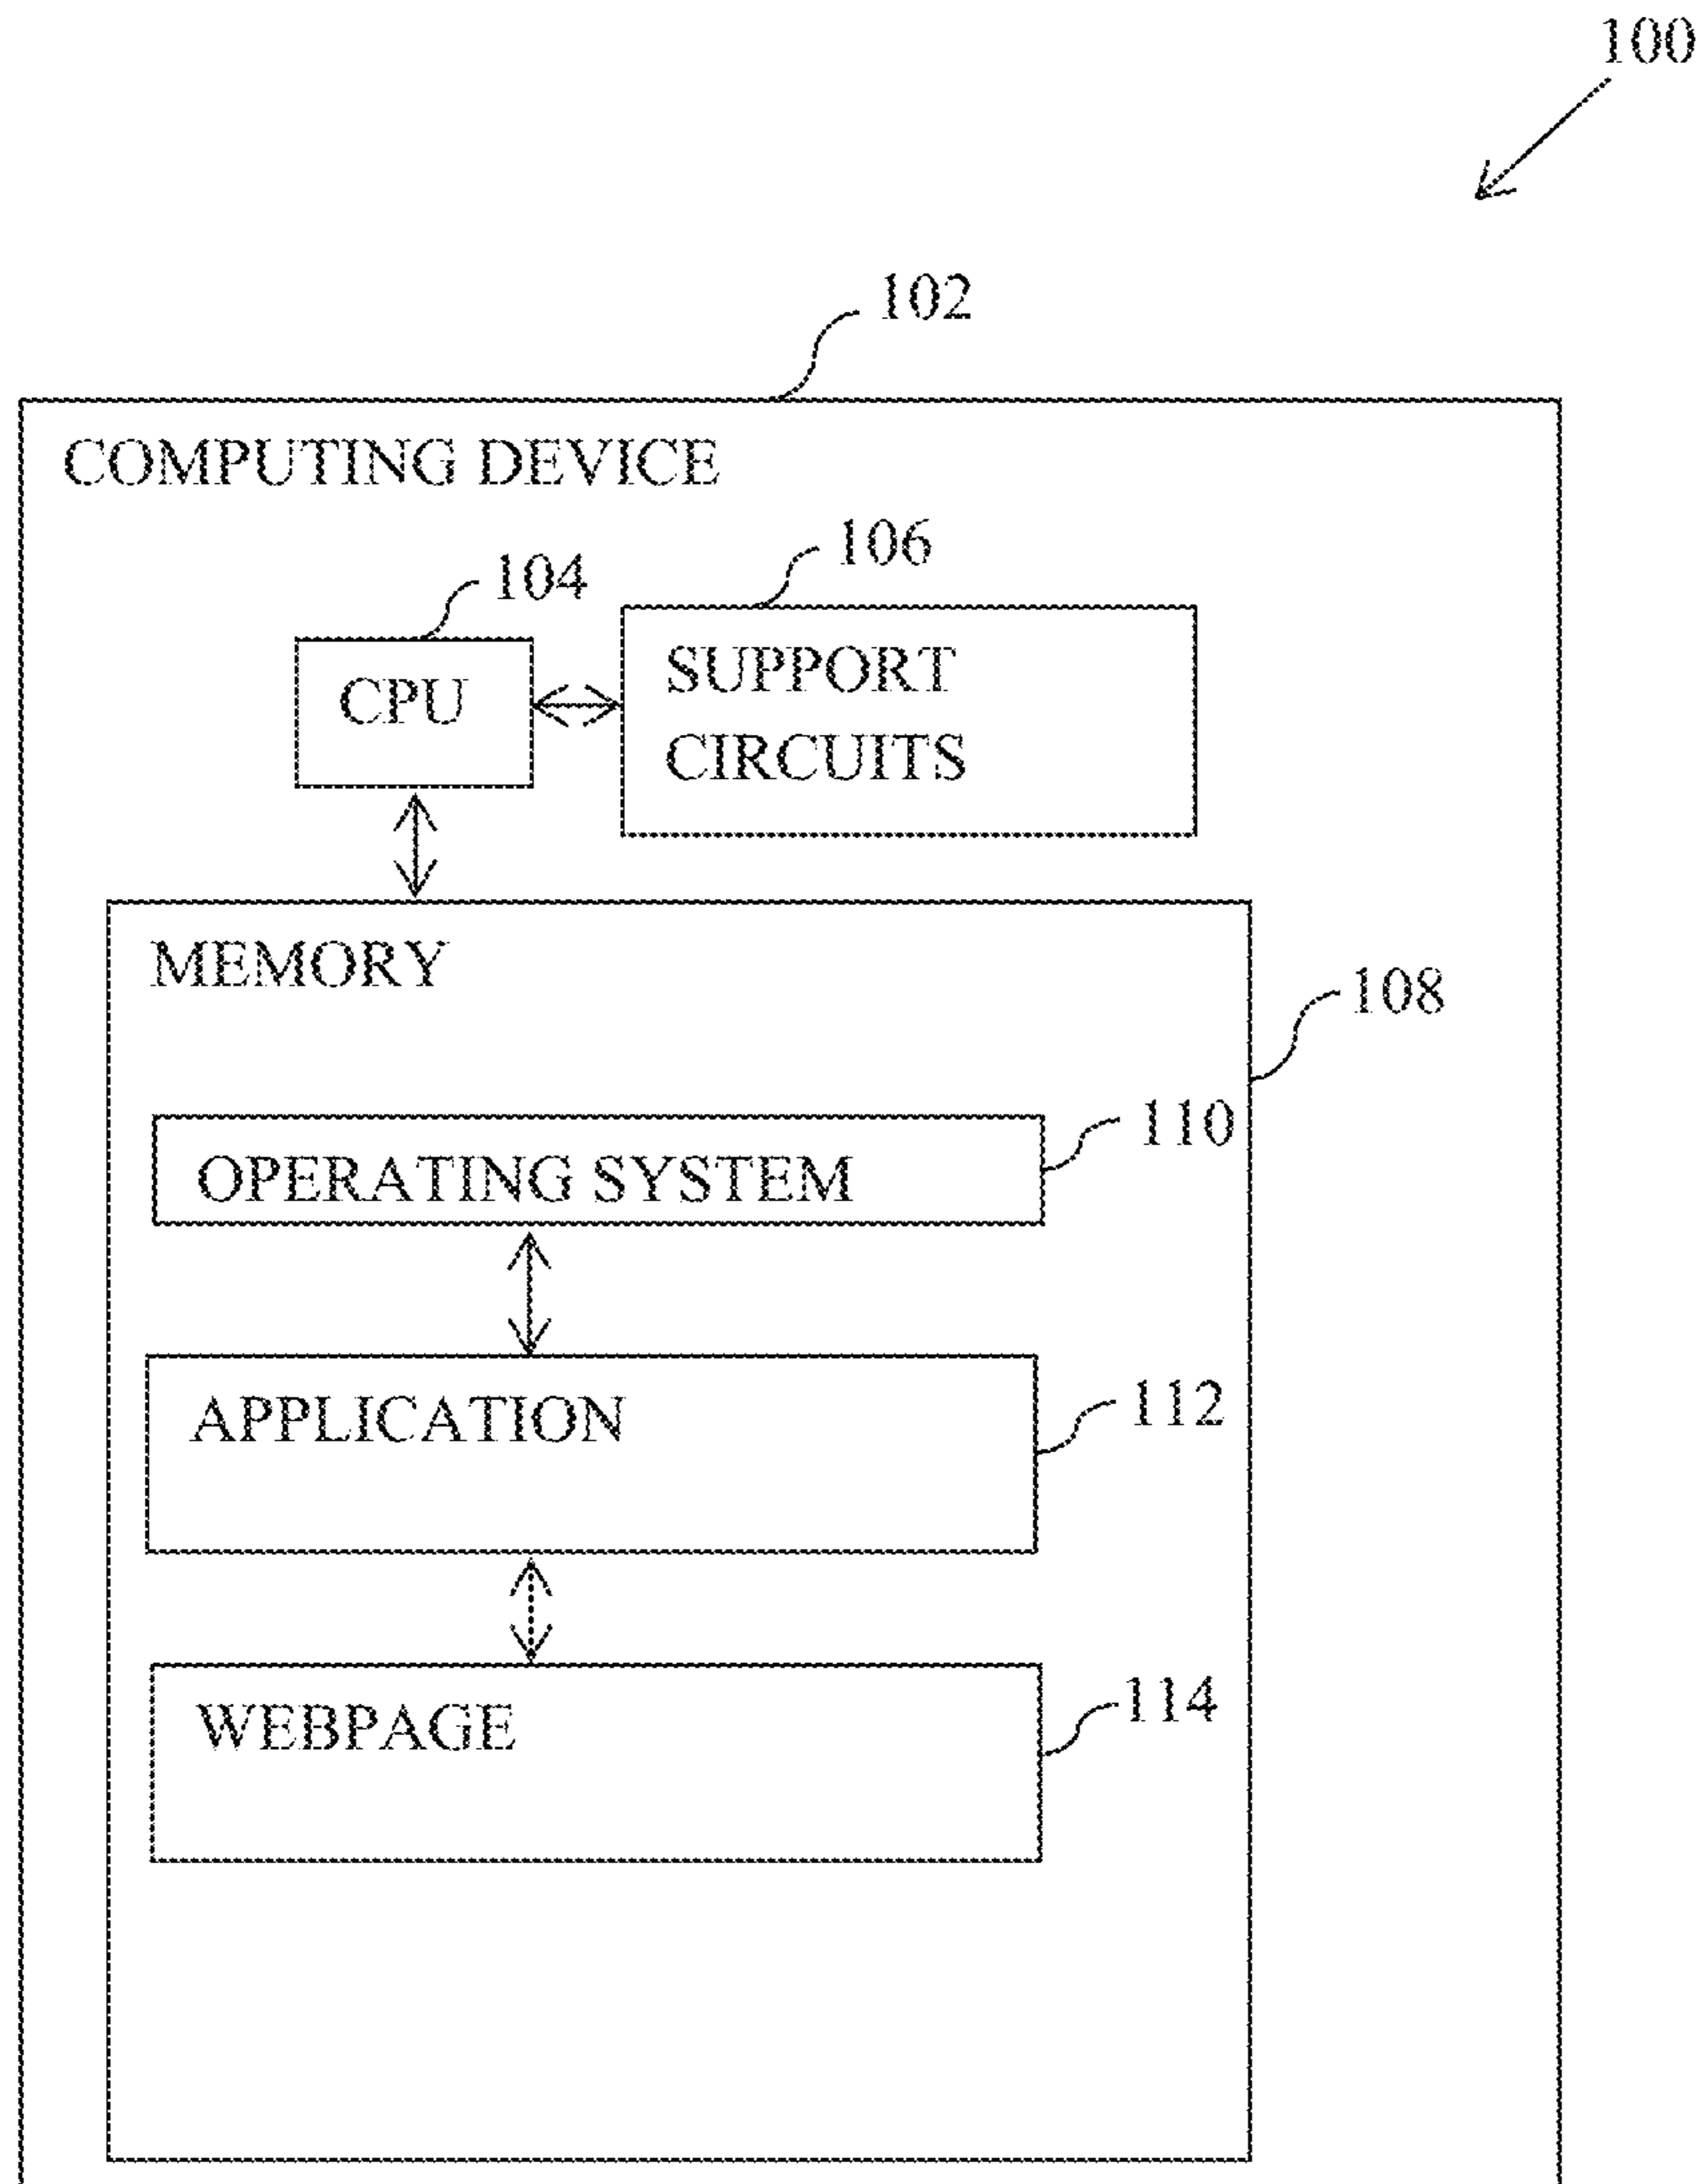 100
102
COMPUTING DEVICE
106
104
SUPPORT
CPU
CIRCUITS
MEMORY
108
110
OPERATING SYSTEM
112
APPLICATION
114
WEBPAGE